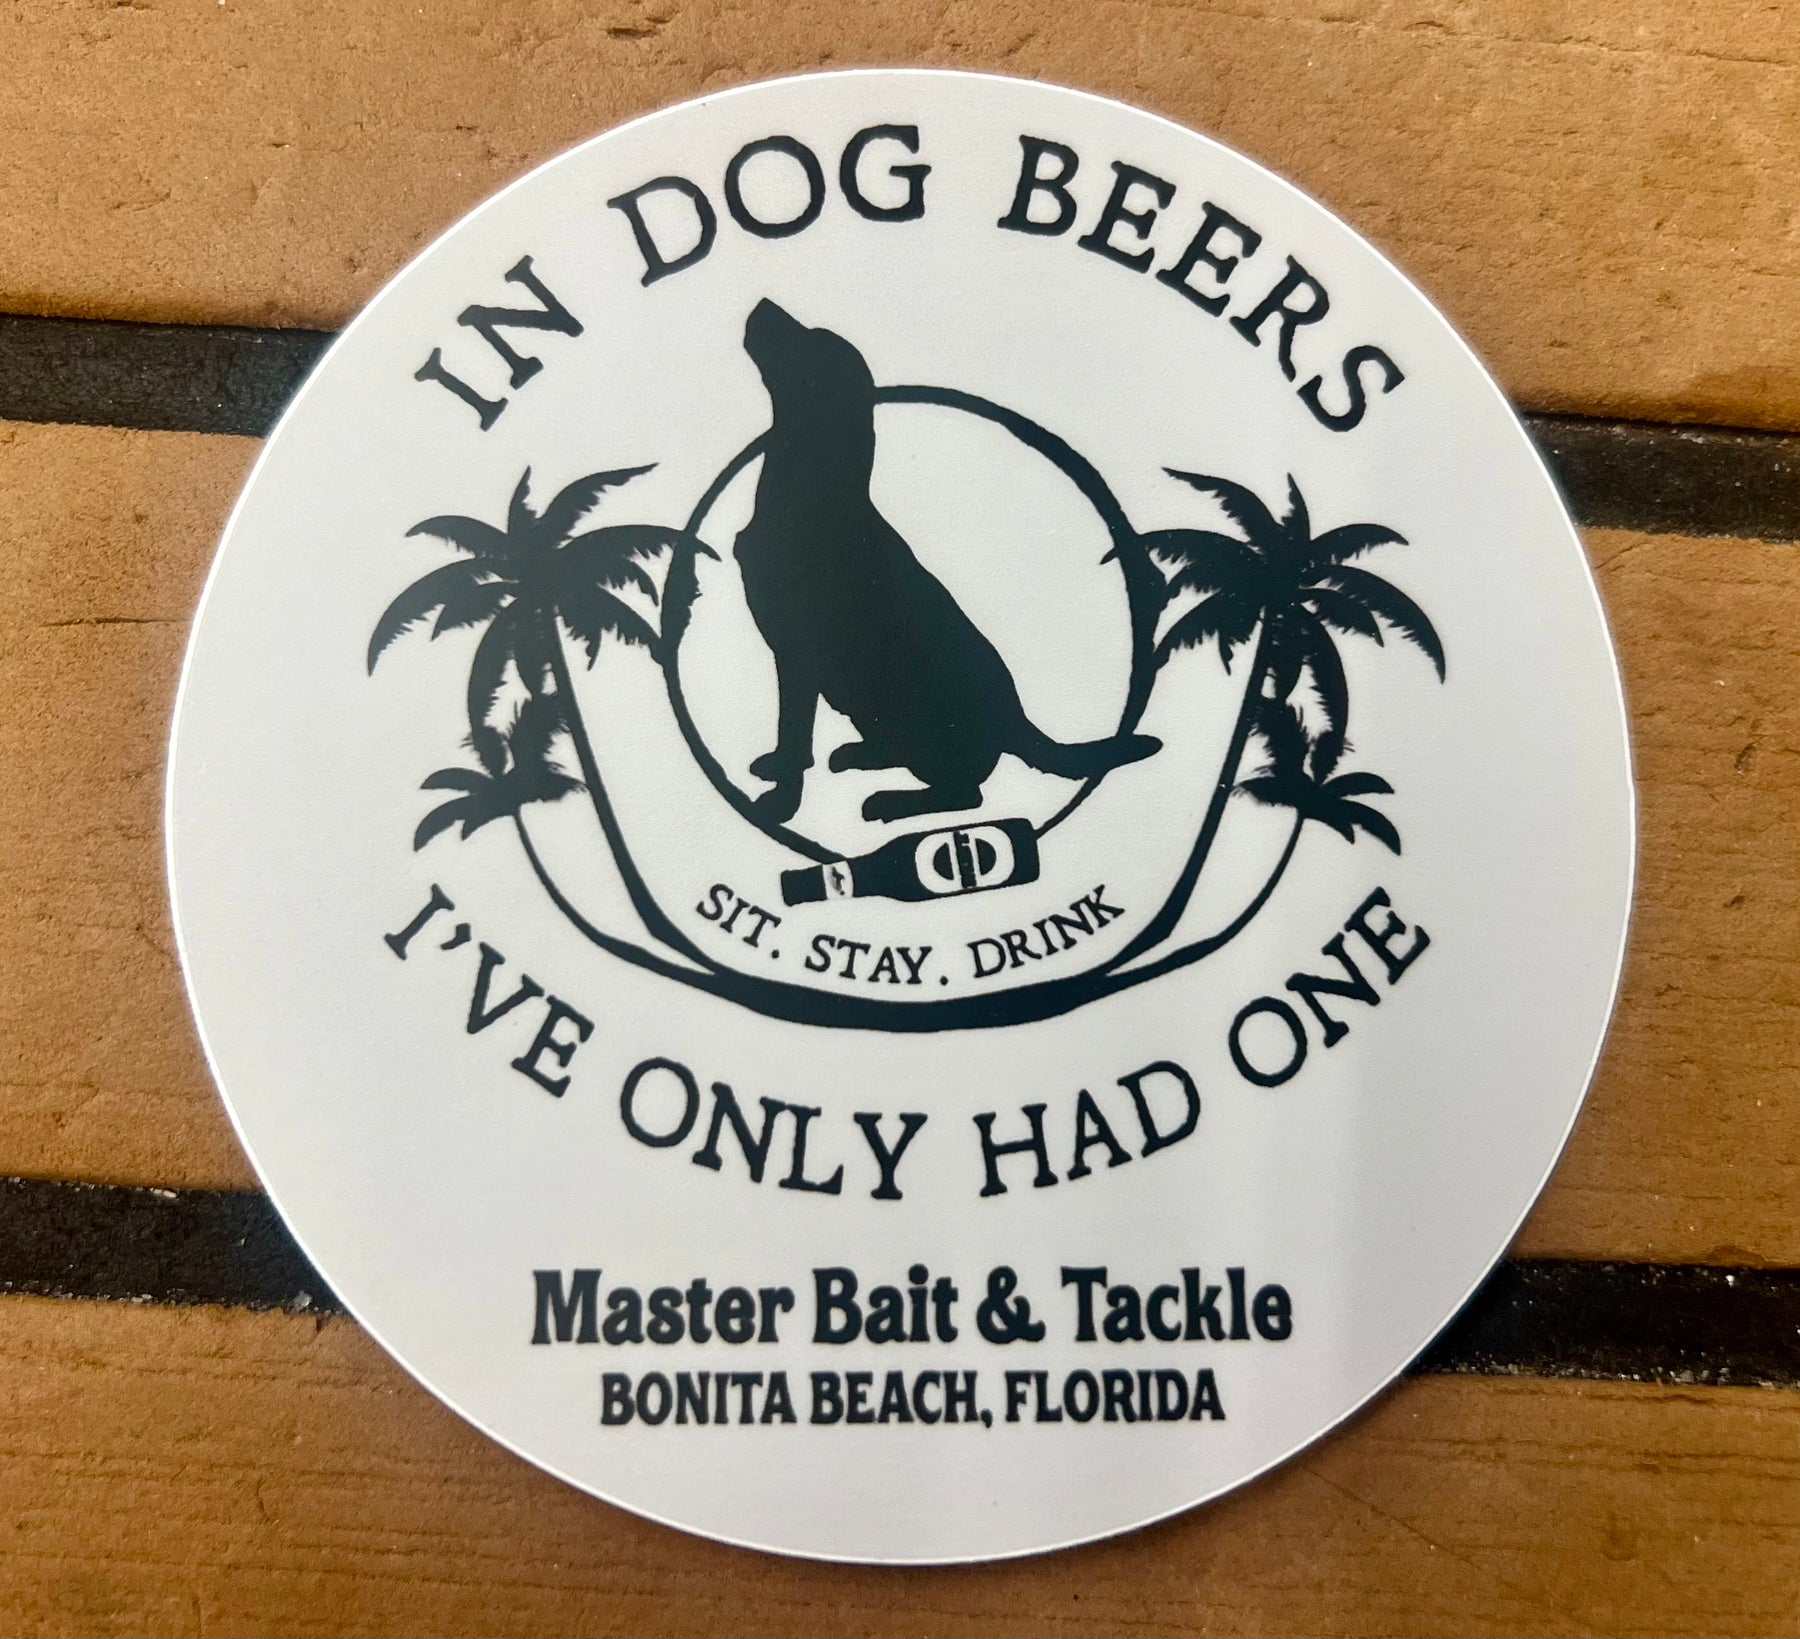 IN DOG BEERS
SIT. STAY. DRINK
I'VE ONLY HAD ONE
Master Bait & Tackle
BONITA BEACH, FLORIDA